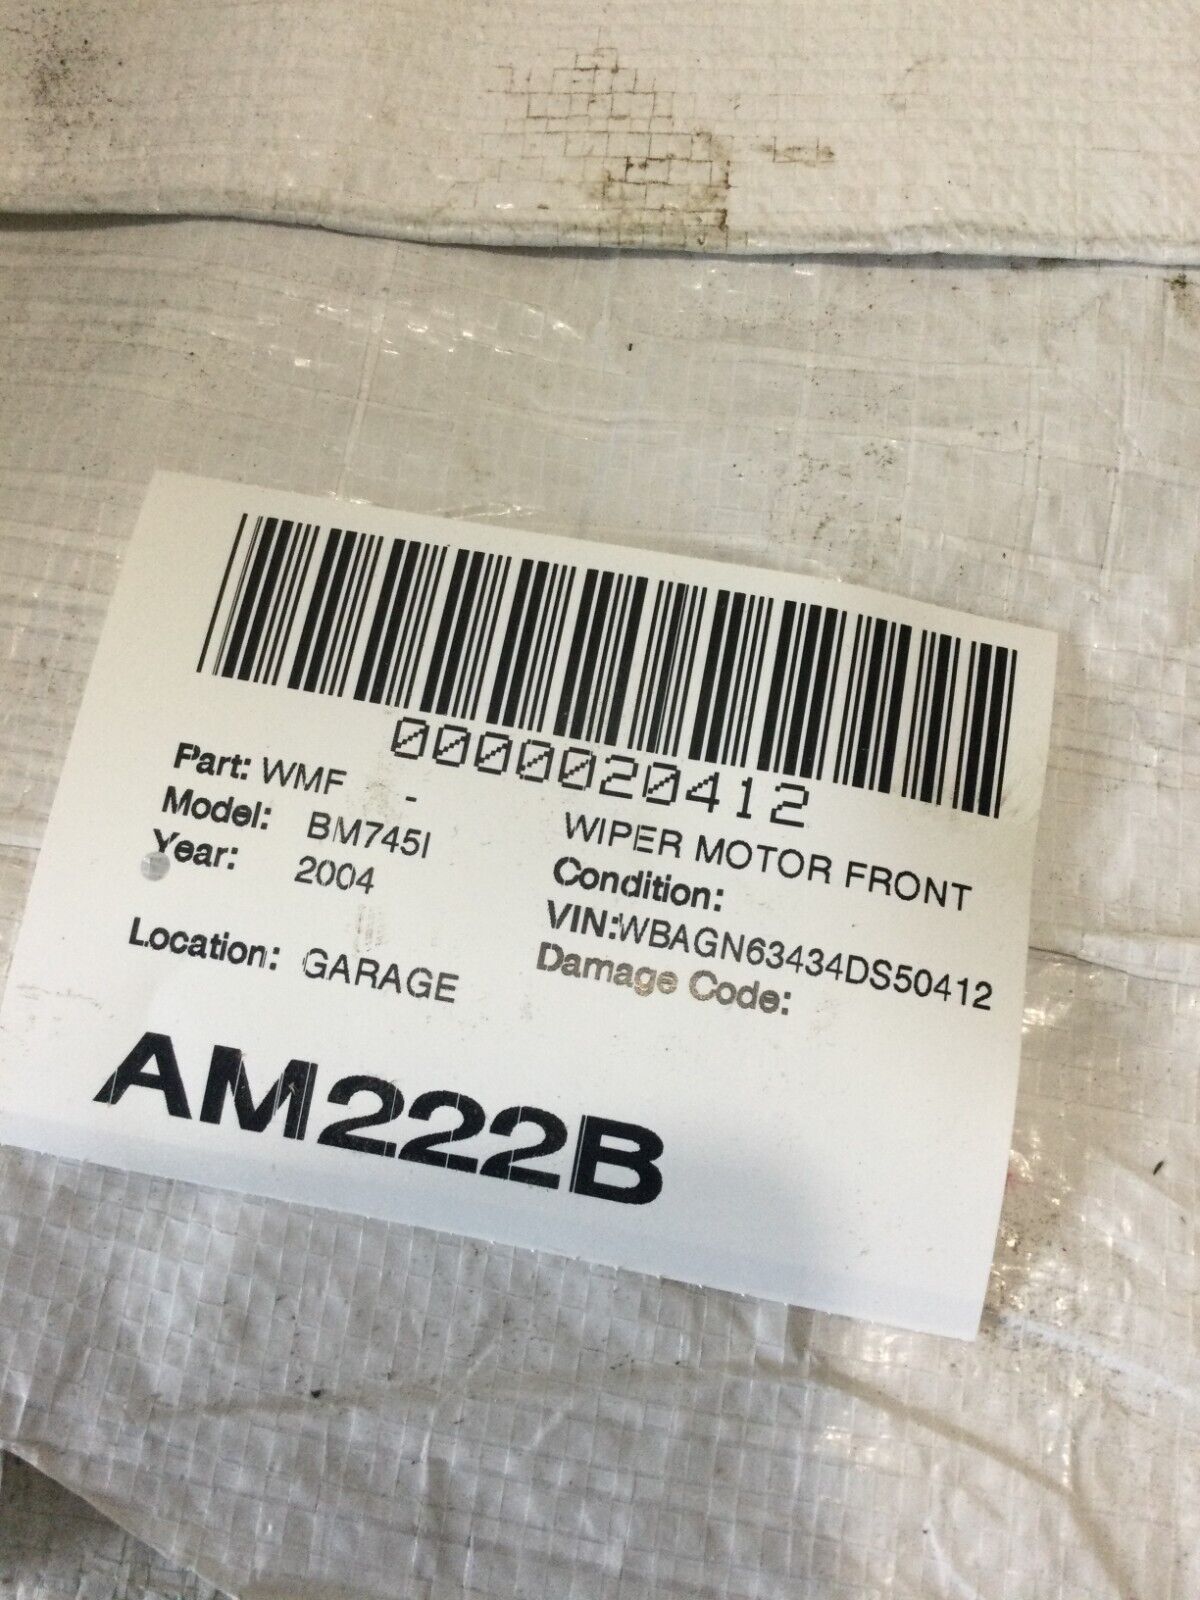 0000020412
Part: WMF - WIPER MOTOR FRONT
Model: BM745I Condition:
Year: 2004 VIN:WBAGN63434DS50412
Damage Code:
Location: GARAGE
AM222B